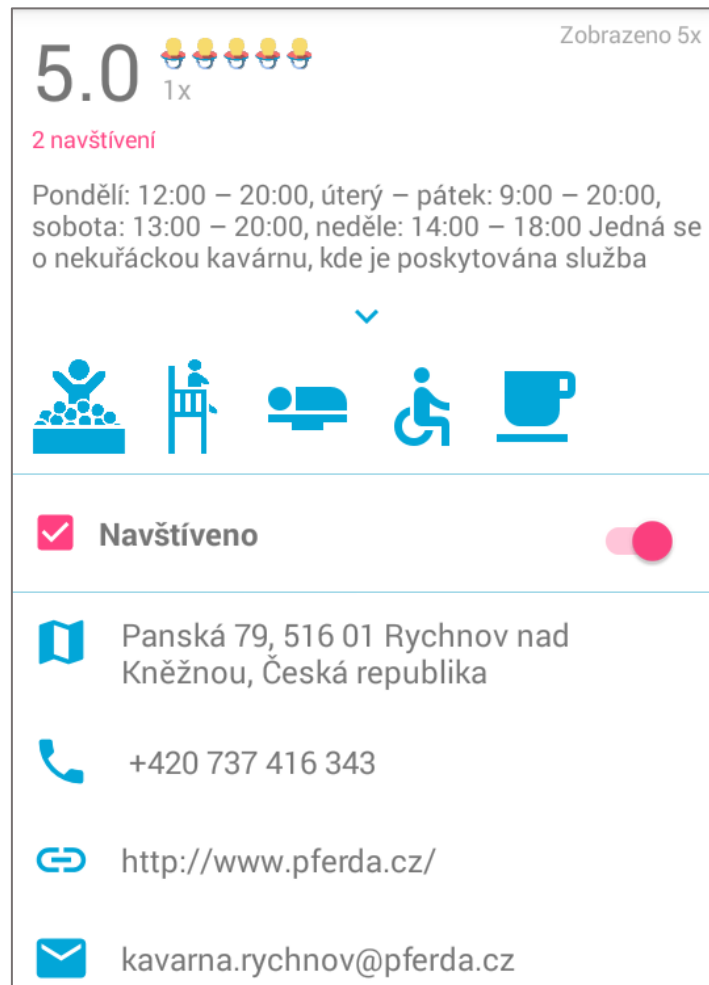 5.0
1x
Zobrazeno 5x
2 navštívení
Pondělí: 12:00 – 20:00, úterý – pátek: 9:00 – 20:00,
sobota: 13:00 – 20:00, neděle: 14:00 – 18:00 Jedná se
o nekuřáckou kavárnu, kde je poskytována služba
Navštíveno
Panská 79, 516 01 Rychnov nad
Kněžnou, Česká republika
+420 737 416 343
http://www.pferda.cz/
kavarna.rychnov@pferda.cz